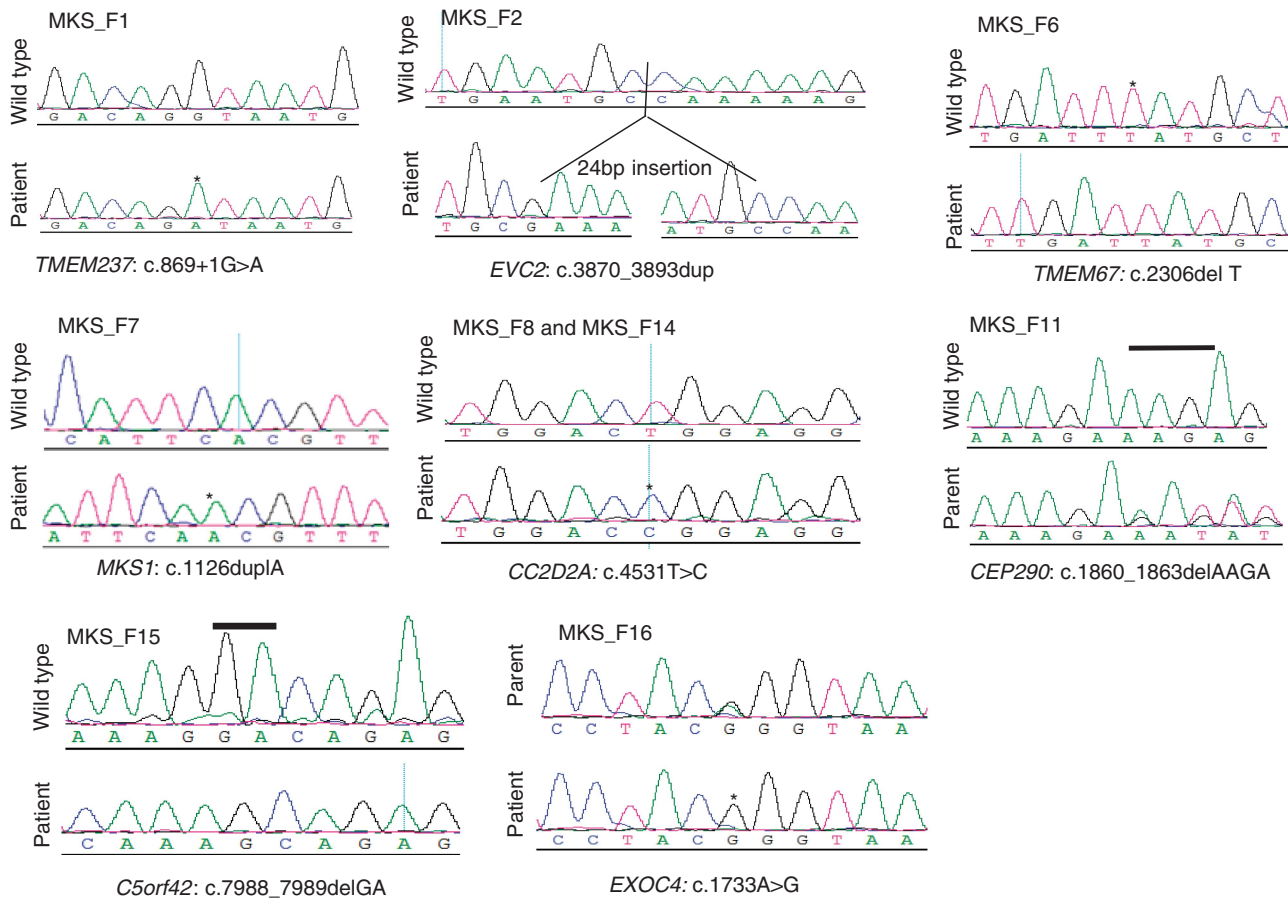 MKS_F1
Wild type
G A C A G G T A A T G
Patient
*
G A C A G A T A A T G
TMEM237: c.869+1G>A
MKS_F2
Wild type
T G A A T G C C A A A A A G
24bp insertion
Patient
T G C G A A A
A T G C C A A
EVC2: c.3870_3893dup
MKS_F6
Wild type
*
T G A T T T A T G C T
Patient
T T G A T T A T G C
TMEM67: c.2306del T
MKS_F7
Wild type
C A T T C A C G T T
Patient
*
A T T C A A C G T T T
MKS1: c.1126duplA
MKS_F8 and MKS_F14
Wild type
T G G A C T G G A G G
Patient
*
T G G A C C G G A G G
CC2D2A: c.4531T>C
MKS_F11
Wild type
A A A G A A A G A G
Parent
A A A G A A A T A T
CEP290: c.1860_1863delAAGA
MKS_F15
Wild type
A A A G G A C A G A G
Patient
C A A A G C A G A G
C5orf42: c.7988_7989delGA
MKS_F16
Parent
C C T A C G G G T A A
Patient
*
C C T A C G G G T A A
EXOC4: c.1733A>G